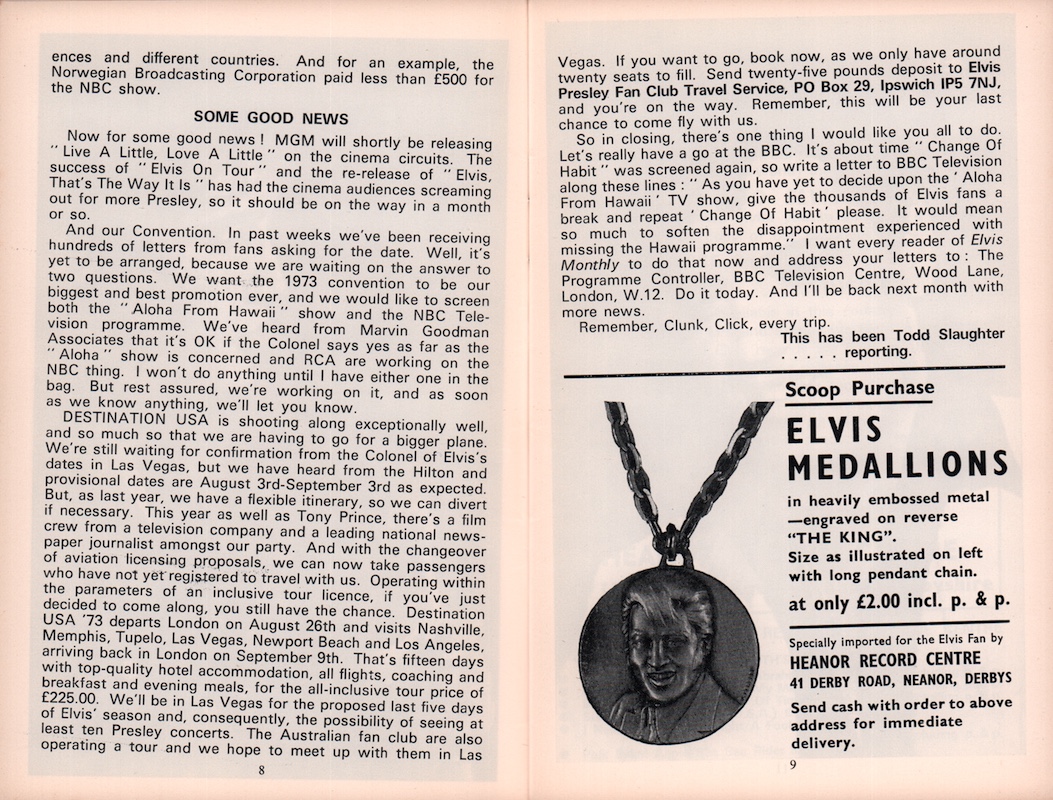 ences and different countries. And for an example, the
Norwegian Broadcasting Corporation paid less than £500 for
the NBC show.
SOME GOOD NEWS
Now for some good news ! MGM will shortly be releasing
" Live A Little, Love A Little " on the cinema circuits. The
success of " Elvis On Tour " and the re-release of " Elvis,
That's The Way It Is " has had the cinema audiences screaming
out for more Presley, so it should be on the way in a month
or so.
And our Convention. In past weeks we've been receiving
hundreds of letters from fans asking for the date. Well, it's
yet to be arranged, because we are waiting on the answer to
two questions. We want the 1973 convention to be our
biggest and best promotion ever, and we would like to screen
both the " Aloha From Hawaii " show and the NBC Tele-
vision programme. We've heard from Marvin Goodman
Associates that it's OK if the Colonel says yes as far as the
" Aloha " show is concerned and RCA are working on the
NBC thing. I won't do anything until I have either one in the
bag. But rest assured, we're working on it, and as soon
as we know anything, we'll let you know.
DESTINATION USA is shooting along exceptionally well,
and so much so that we are having to go for a bigger plane.
We're still waiting for confirmation from the Colonel of Elvis's
dates in Las Vegas, but we have heard from the Hilton and
provisional dates are August 3rd-September 3rd as expected.
But, as last year, we have a flexible itinerary, so we can divert
if necessary. This year as well as Tony Prince, there's a film
crew from a television company and a leading national news-
paper journalist amongst our party. And with the changeover
of aviation licensing proposals, we can now take passengers
who have not yet registered to travel with us. Operating within
the parameters of an inclusive tour licence, if you've just
decided to come along, you still have the chance. Destination
USA '73 departs London on August 26th and visits Nashville,
Memphis, Tupelo, Las Vegas, Newport Beach and Los Angeles,
arriving back in London on September 9th. That's fifteen days
with top-quality hotel accommodation, all flights, coaching and
breakfast and evening meals, for the all-inclusive tour price of
£225.00. We'll be in Las Vegas for the proposed last five days
of Elvis' season and, consequently, the possibility of seeing at
least ten Presley concerts. The Australian fan club are also
operating a tour and we hope to meet up with them in Las
8
Vegas. If you want to go, book now, as we only have around
twenty seats to fill. Send twenty-five pounds deposit to Elvis
Presley Fan Club Travel Service, PO Box 29, Ipswich IP5 7NJ,
and you're on the way. Remember, this will be your last
chance to come fly with us.
So in closing, there's one thing I would like you all to do.
Let's really have a go at the BBC. It's about time " Change Of
Habit " was screened again, so write a letter to BBC Television
along these lines : " As you have yet to decide upon the ' Aloha
From Hawaii ' TV show, give the thousands of Elvis fans a
break and repeat ' Change Of Habit ' please. It would mean
so much to soften the disappointment experienced with
missing the Hawaii programme." I want every reader of Elvis
Monthly to do that now and address your letters to : The
Programme Controller, BBC Television Centre, Wood Lane,
London, W.12. Do it today. And I'll be back next month with
more news.
Remember, Clunk, Click, every trip.
This has been Todd Slaughter
. . . . . reporting.
Scoop Purchase
ELVIS
MEDALLIONS
in heavily embossed metal
—engraved on reverse
"THE KING".
Size as illustrated on left
with long pendant chain.
at only £2.00 incl. p. & p.
Specially imported for the Elvis Fan by
HEANOR RECORD CENTRE
41 DERBY ROAD, NEANOR, DERBYS
Send cash with order to above
address for immediate
delivery.
9